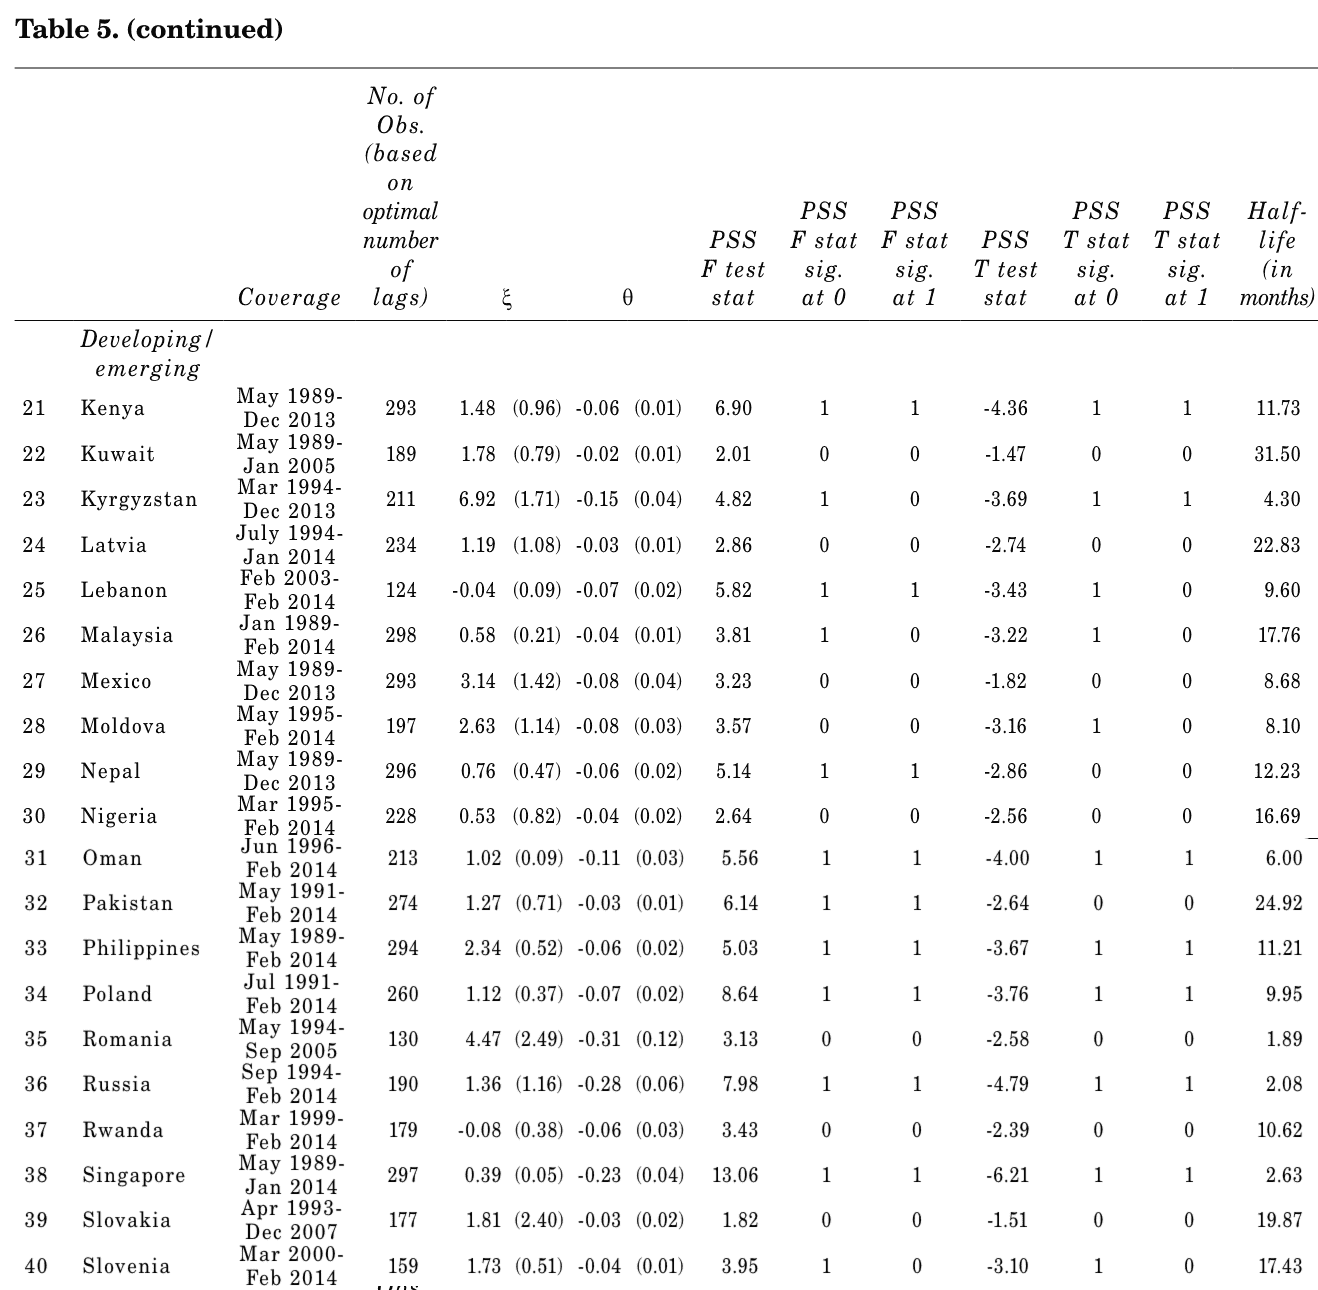 Table 5. (continued)
Coverage No. of Obs. (based on optimal number of lags) ξ θ PSS F test stat PSS F stat sig. at 0 PSS F stat sig. at 1 PSS T test stat PSS T stat sig. at 0 PSS T stat sig. at 1 Half-life (in months)
Developing/
emerging
21 Kenya May 1989-Dec 2013 293 1.48 (0.96) -0.06 (0.01) 6.90 1 1 -4.36 1 1 11.73
22 Kuwait May 1989-Jan 2005 189 1.78 (0.79) -0.02 (0.01) 2.01 0 0 -1.47 0 0 31.50
23 Kyrgyzstan Mar 1994-Dec 2013 211 6.92 (1.71) -0.15 (0.04) 4.82 1 0 -3.69 1 1 4.30
24 Latvia July 1994-Jan 2014 234 1.19 (1.08) -0.03 (0.01) 2.86 0 0 -2.74 0 0 22.83
25 Lebanon Feb 2003-Feb 2014 124 -0.04 (0.09) -0.07 (0.02) 5.82 1 1 -3.43 1 0 9.60
26 Malaysia Jan 1989-Feb 2014 298 0.58 (0.21) -0.04 (0.01) 3.81 1 0 -3.22 1 0 17.76
27 Mexico May 1989-Dec 2013 293 3.14 (1.42) -0.08 (0.04) 3.23 0 0 -1.82 0 0 8.68
28 Moldova May 1995-Feb 2014 197 2.63 (1.14) -0.08 (0.03) 3.57 0 0 -3.16 1 0 8.10
29 Nepal May 1989-Dec 2013 296 0.76 (0.47) -0.06 (0.02) 5.14 1 1 -2.86 0 0 12.23
30 Nigeria Mar 1995-Feb 2014 228 0.53 (0.82) -0.04 (0.02) 2.64 0 0 -2.56 0 0 16.69
31 Oman Jun 1996-Feb 2014 213 1.02 (0.09) -0.11 (0.03) 5.56 1 1 -4.00 1 1 6.00
32 Pakistan May 1991-Feb 2014 274 1.27 (0.71) -0.03 (0.01) 6.14 1 1 -2.64 0 0 24.92
33 Philippines May 1989-Feb 2014 294 2.34 (0.52) -0.06 (0.02) 5.03 1 1 -3.67 1 1 11.21
34 Poland Jul 1991-Feb 2014 260 1.12 (0.37) -0.07 (0.02) 8.64 1 1 -3.76 1 1 9.95
35 Romania May 1994-Sep 2005 130 4.47 (2.49) -0.31 (0.12) 3.13 0 0 -2.58 0 0 1.89
36 Russia Sep 1994-Feb 2014 190 1.36 (1.16) -0.28 (0.06) 7.98 1 1 -4.79 1 1 2.08
37 Rwanda Mar 1999-Feb 2014 179 -0.08 (0.38) -0.06 (0.03) 3.43 0 0 -2.39 0 0 10.62
38 Singapore May 1989-Jan 2014 297 0.39 (0.05) -0.23 (0.04) 13.06 1 1 -6.21 1 1 2.63
39 Slovakia Apr 1993-Dec 2007 177 1.81 (2.40) -0.03 (0.02) 1.82 0 0 -1.51 0 0 19.87
40 Slovenia Mar 2000-Feb 2014 159 1.73 (0.51) -0.04 (0.01) 3.95 1 0 -3.10 1 0 17.43